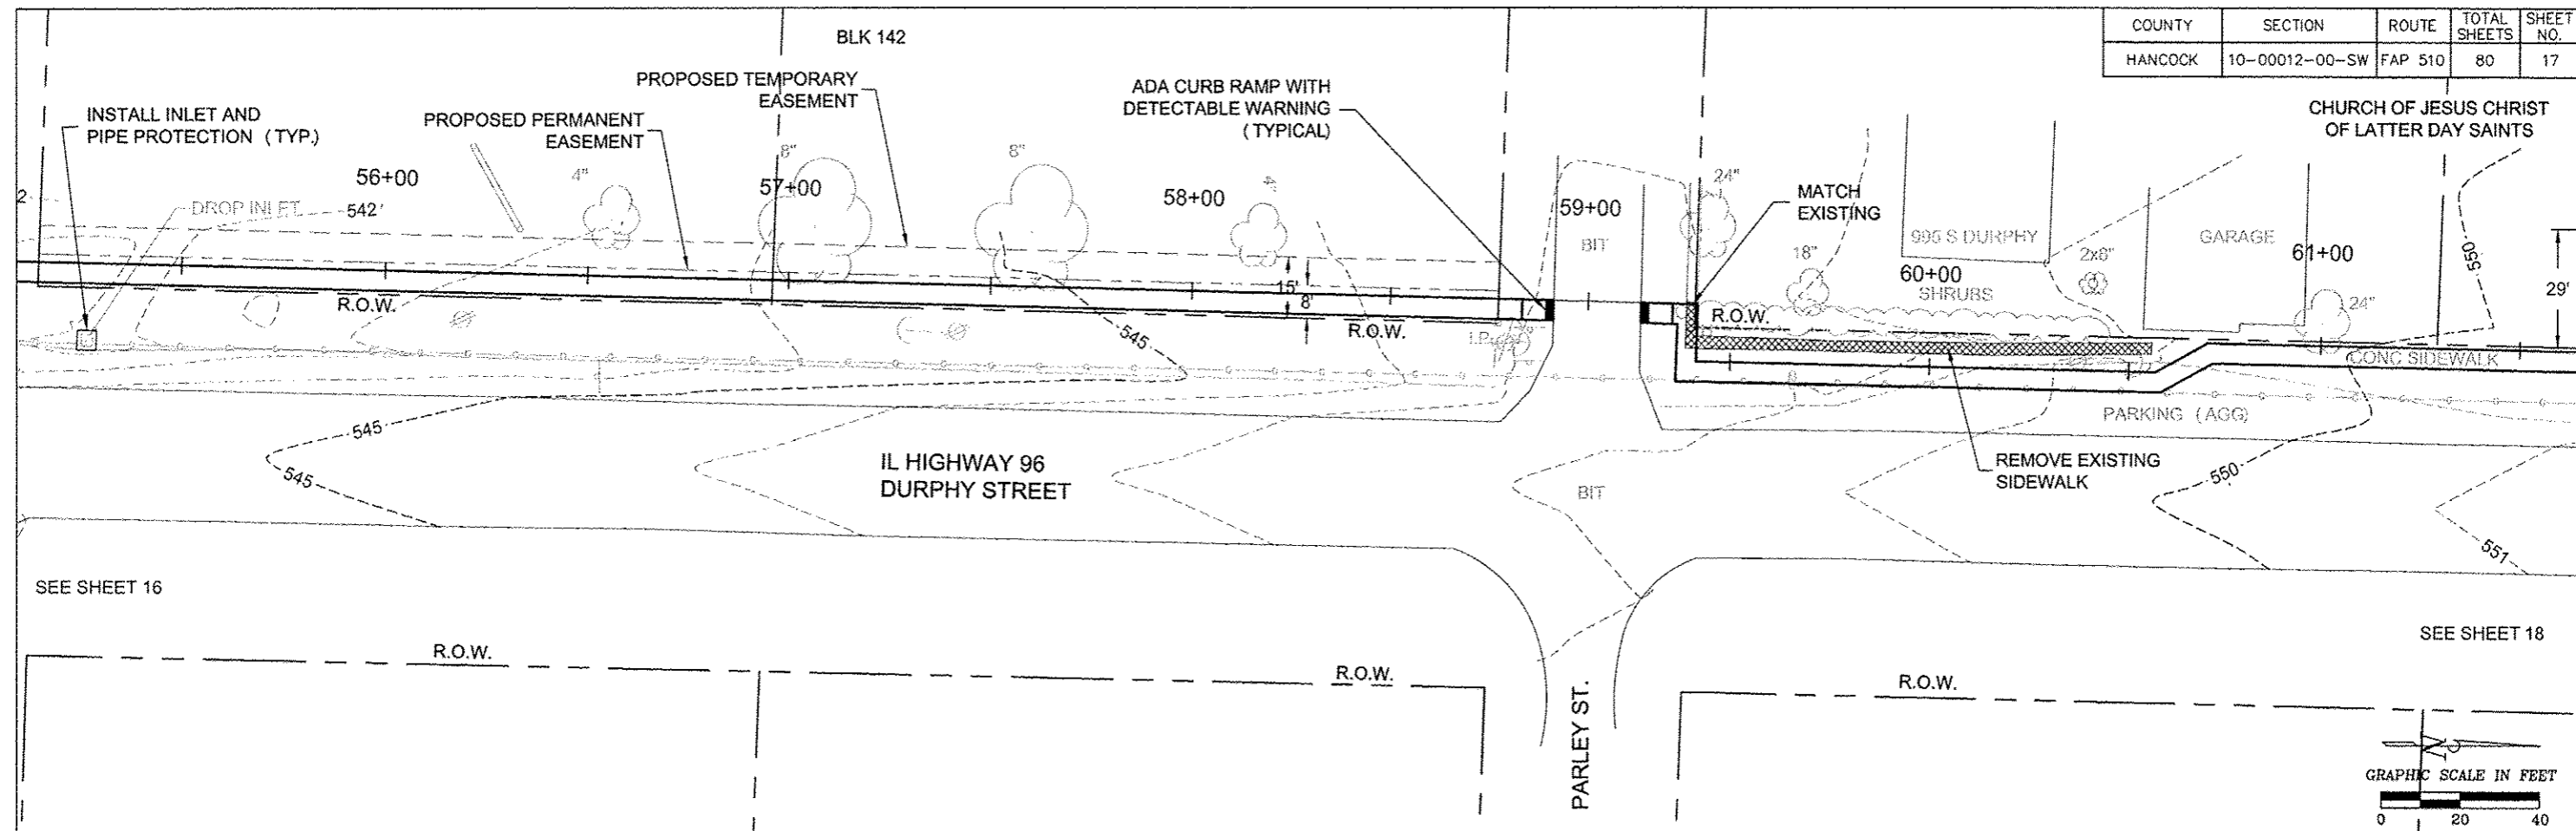 COUNTY SECTION ROUTE TOTAL SHEETS SHEET NO.
HANCOCK 10-00012-00-SW FAP 510 80 17
BLK 142
PROPOSED TEMPORARY
EASEMENT
ADA CURB RAMP WITH
DETECTABLE WARNING
( TYPICAL)
CHURCH OF JESUS CHRIST
OF LATTER DAY SAINTS
INSTALL INLET AND
PIPE PROTECTION ( TYP.)
PROPOSED PERMANENT
EASEMENT
56+00
4"
8"
57+00
8"
58+00
4"
59+00
24"
MATCH
EXISTING
2
DROP INLET
542'
BIT
18"
995 S DURPHY
60+00
SHRUBS
2x6"
GARAGE
61+00
550
29'
24"
R.O.W.
15'
8'
R.O.W.
R.O.W.
545
I.P.
CONC SIDEWALK
PARKING ( AGG)
545
545
IL HIGHWAY 96
DURPHY STREET
BIT
REMOVE EXISTING
SIDEWALK
550
551
SEE SHEET 16
SEE SHEET 18
R.O.W.
R.O.W.
R.O.W.
PARLEY ST.
N
GRAPHIC SCALE IN FEET
0 20 40